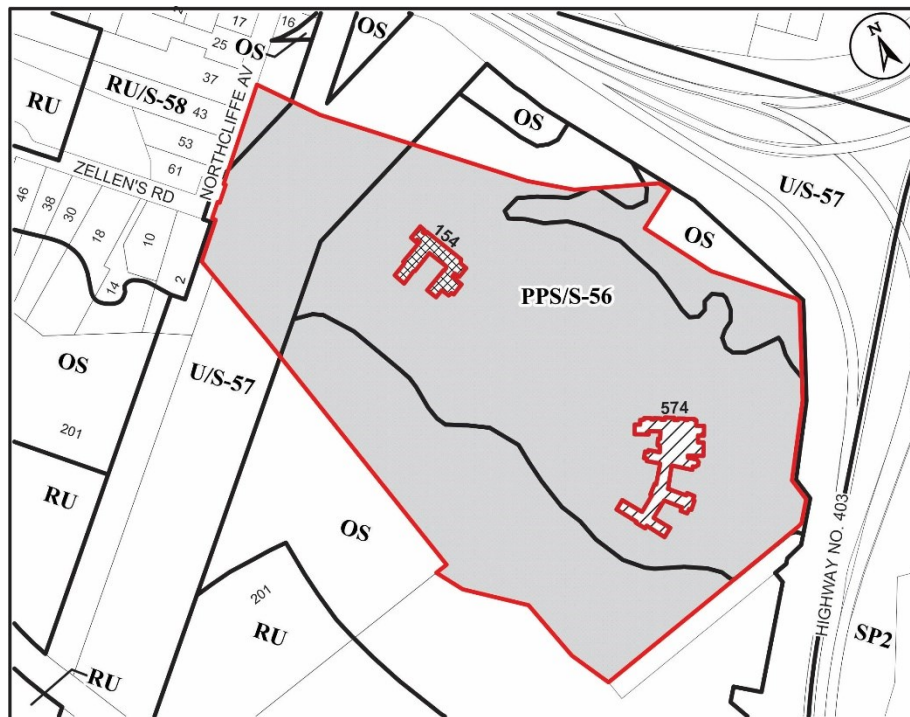 17
16
25
OS
OS
N
37
RU/S-58
RU
43
53
61
NORTHCLIFFE AV
ZELLEN'S RD
OS
U/S-57
46
38
30
18
10
14
2
OS
154
PPS/S-56
U/S-57
OS
201
574
RU
OS
HIGHWAY NO. 403
201
RU
SP2
RU